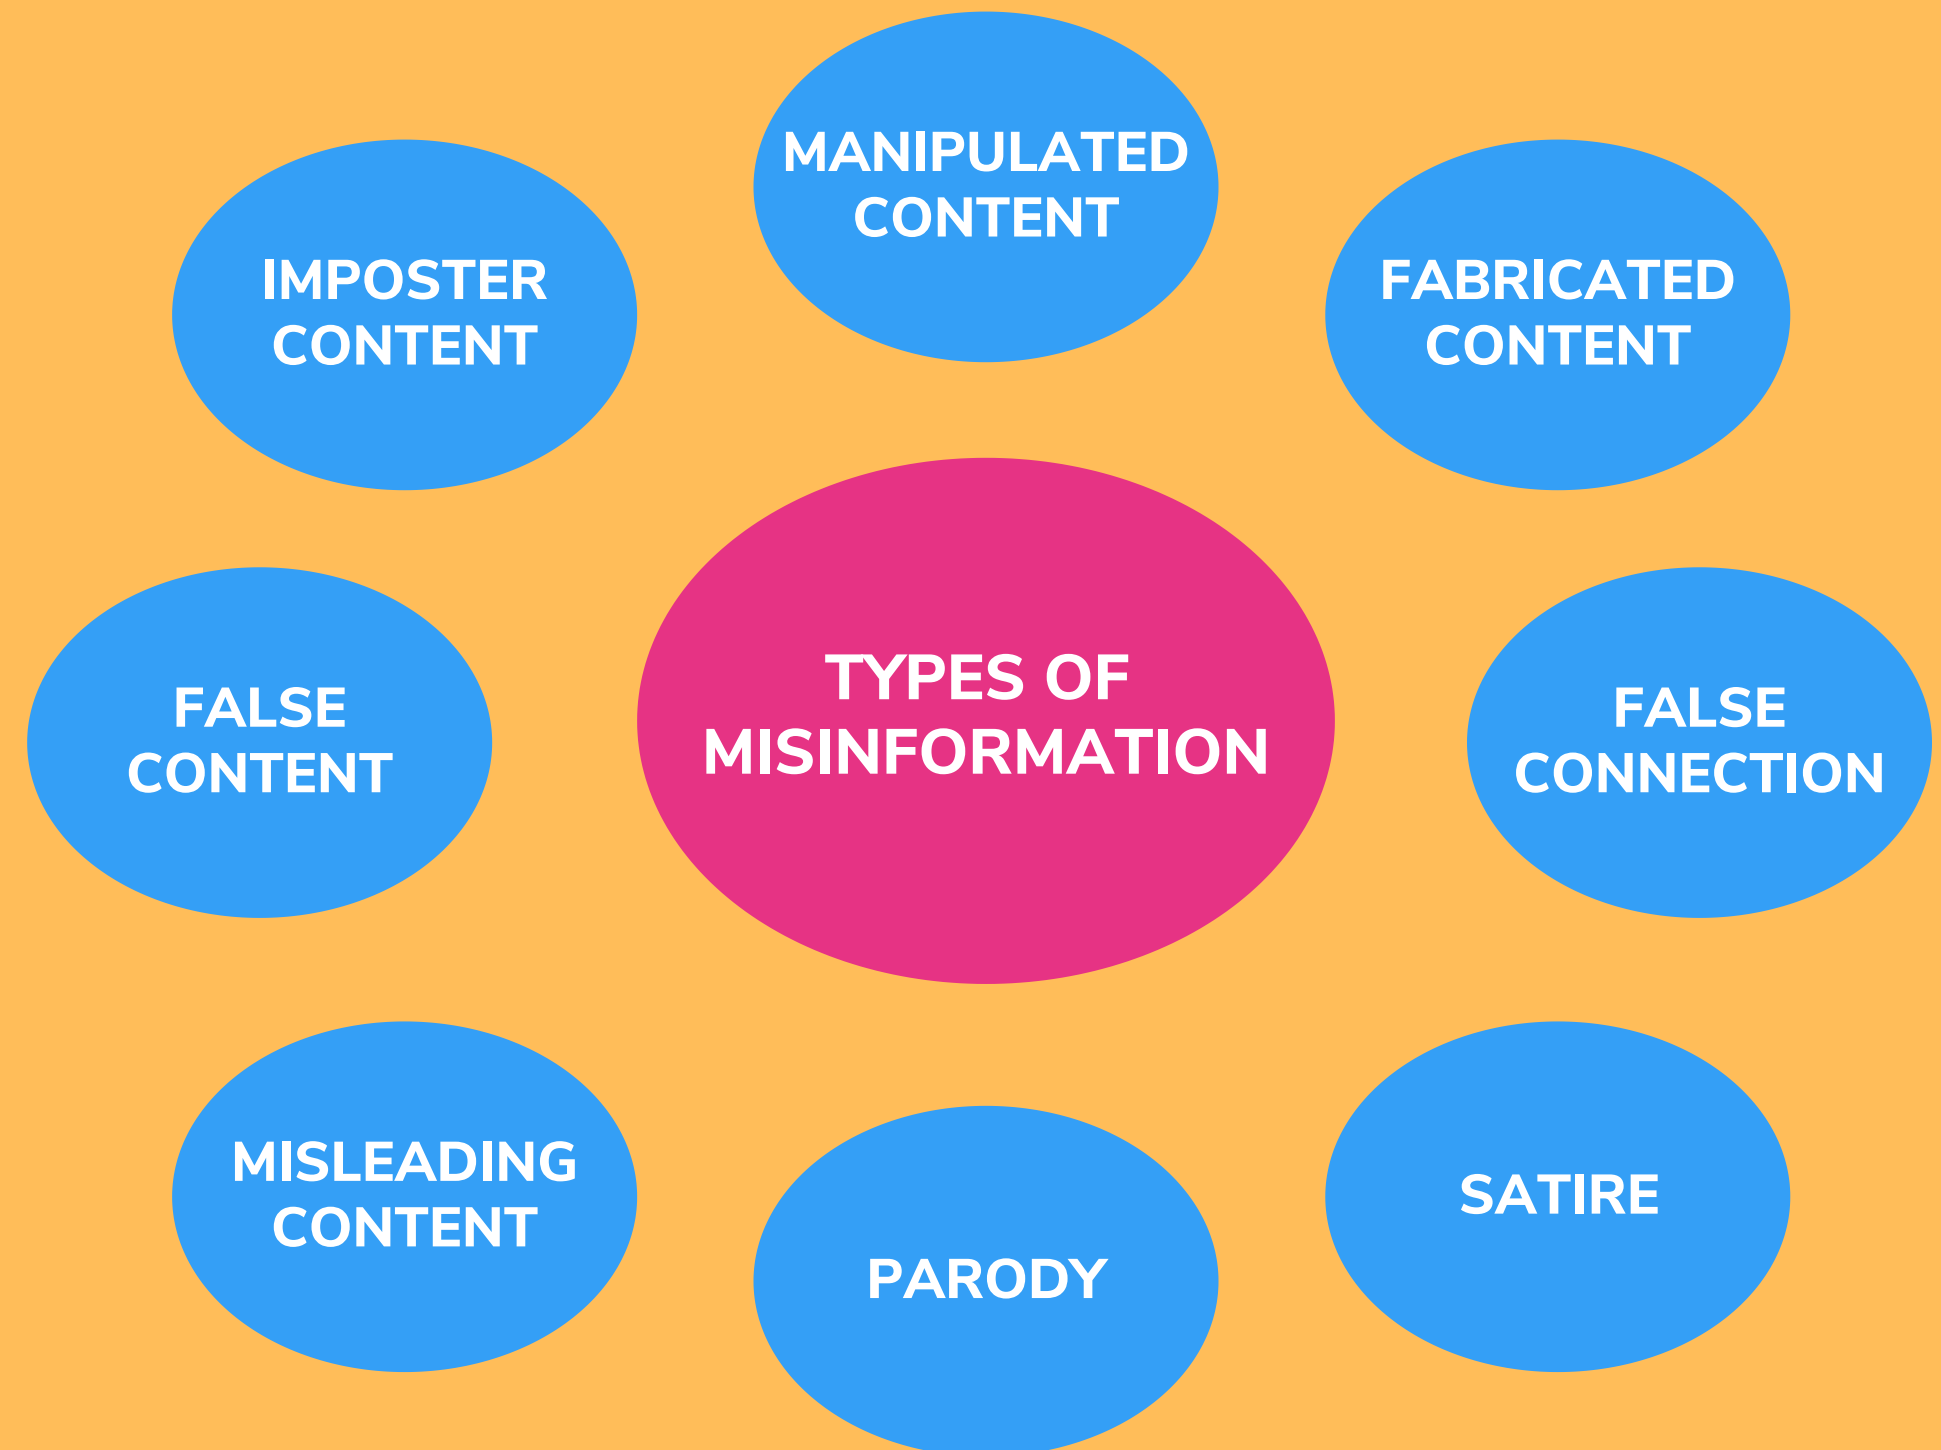 MANIPULATED
CONTENT
IMPOSTER
CONTENT
FABRICATED
CONTENT
TYPES OF
MISINFORMATION
FALSE
CONTENT
FALSE
CONNECTION
MISLEADING
CONTENT
PARODY
SATIRE